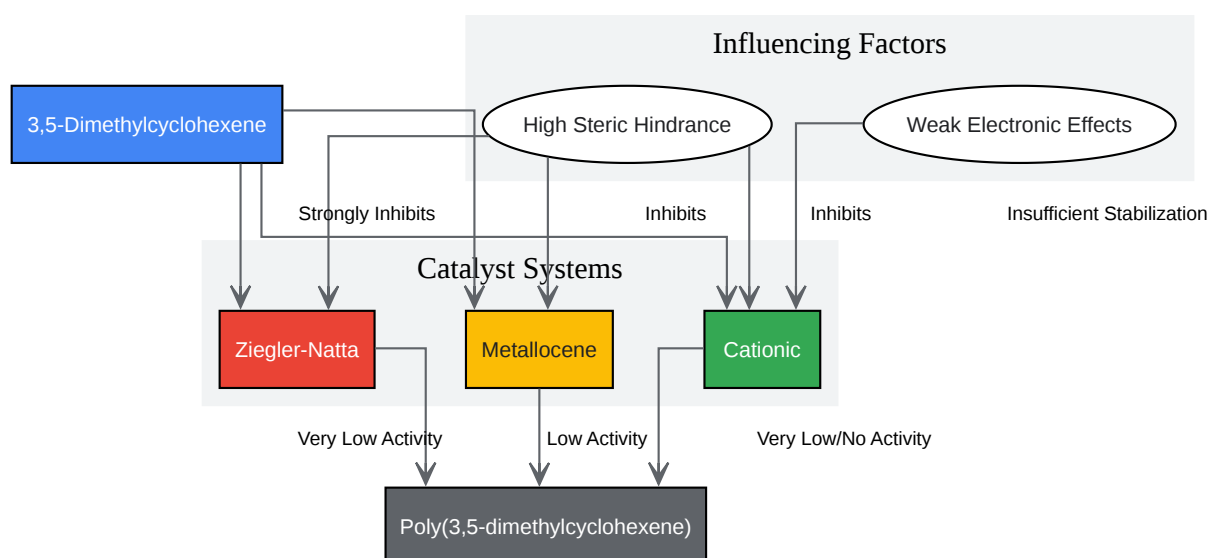 Influencing Factors
3,5-Dimethylcyclohexene
High Steric Hindrance
Weak Electronic Effects
Strongly Inhibits
Inhibits
Inhibits
Insufficient Stabilization
Catalyst Systems
Ziegler-Natta
Metallocene
Cationic
Very Low Activity
Low Activity
Very Low/No Activity
Poly(3,5-dimethylcyclohexene)